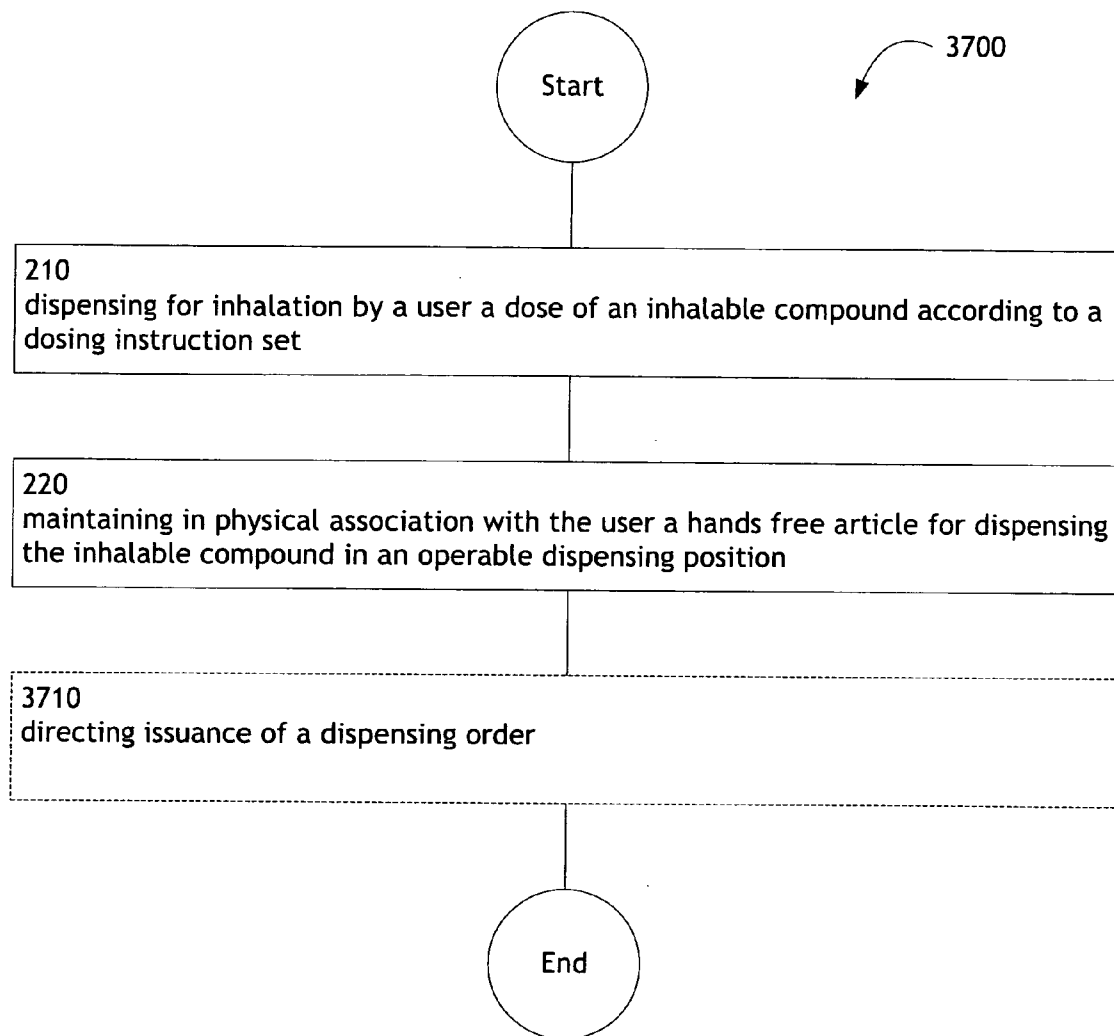 3700
Start
210
dispensing for inhalation by a user a dose of an inhalable compound according to a
dosing instruction set
220
maintaining in physical association with the user a hands free article for dispensing
the inhalable compound in an operable dispensing position
3710
directing issuance of a dispensing order
End